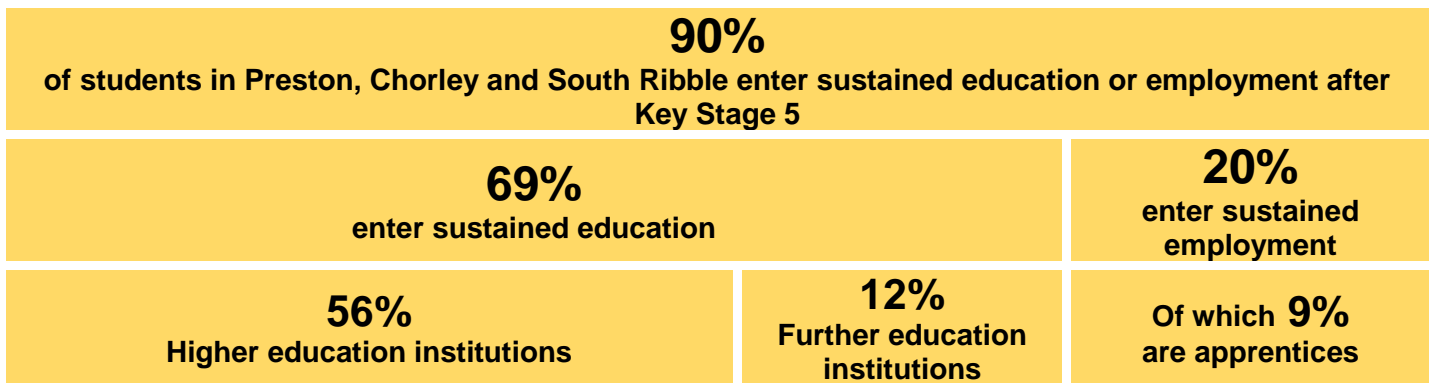 90%
of students in Preston, Chorley and South Ribble enter sustained education or employment after
Key Stage 5
69%
enter sustained education
20%
enter sustained
employment
56%
Higher education institutions
12%
Further education
institutions
Of which 9%
are apprentices